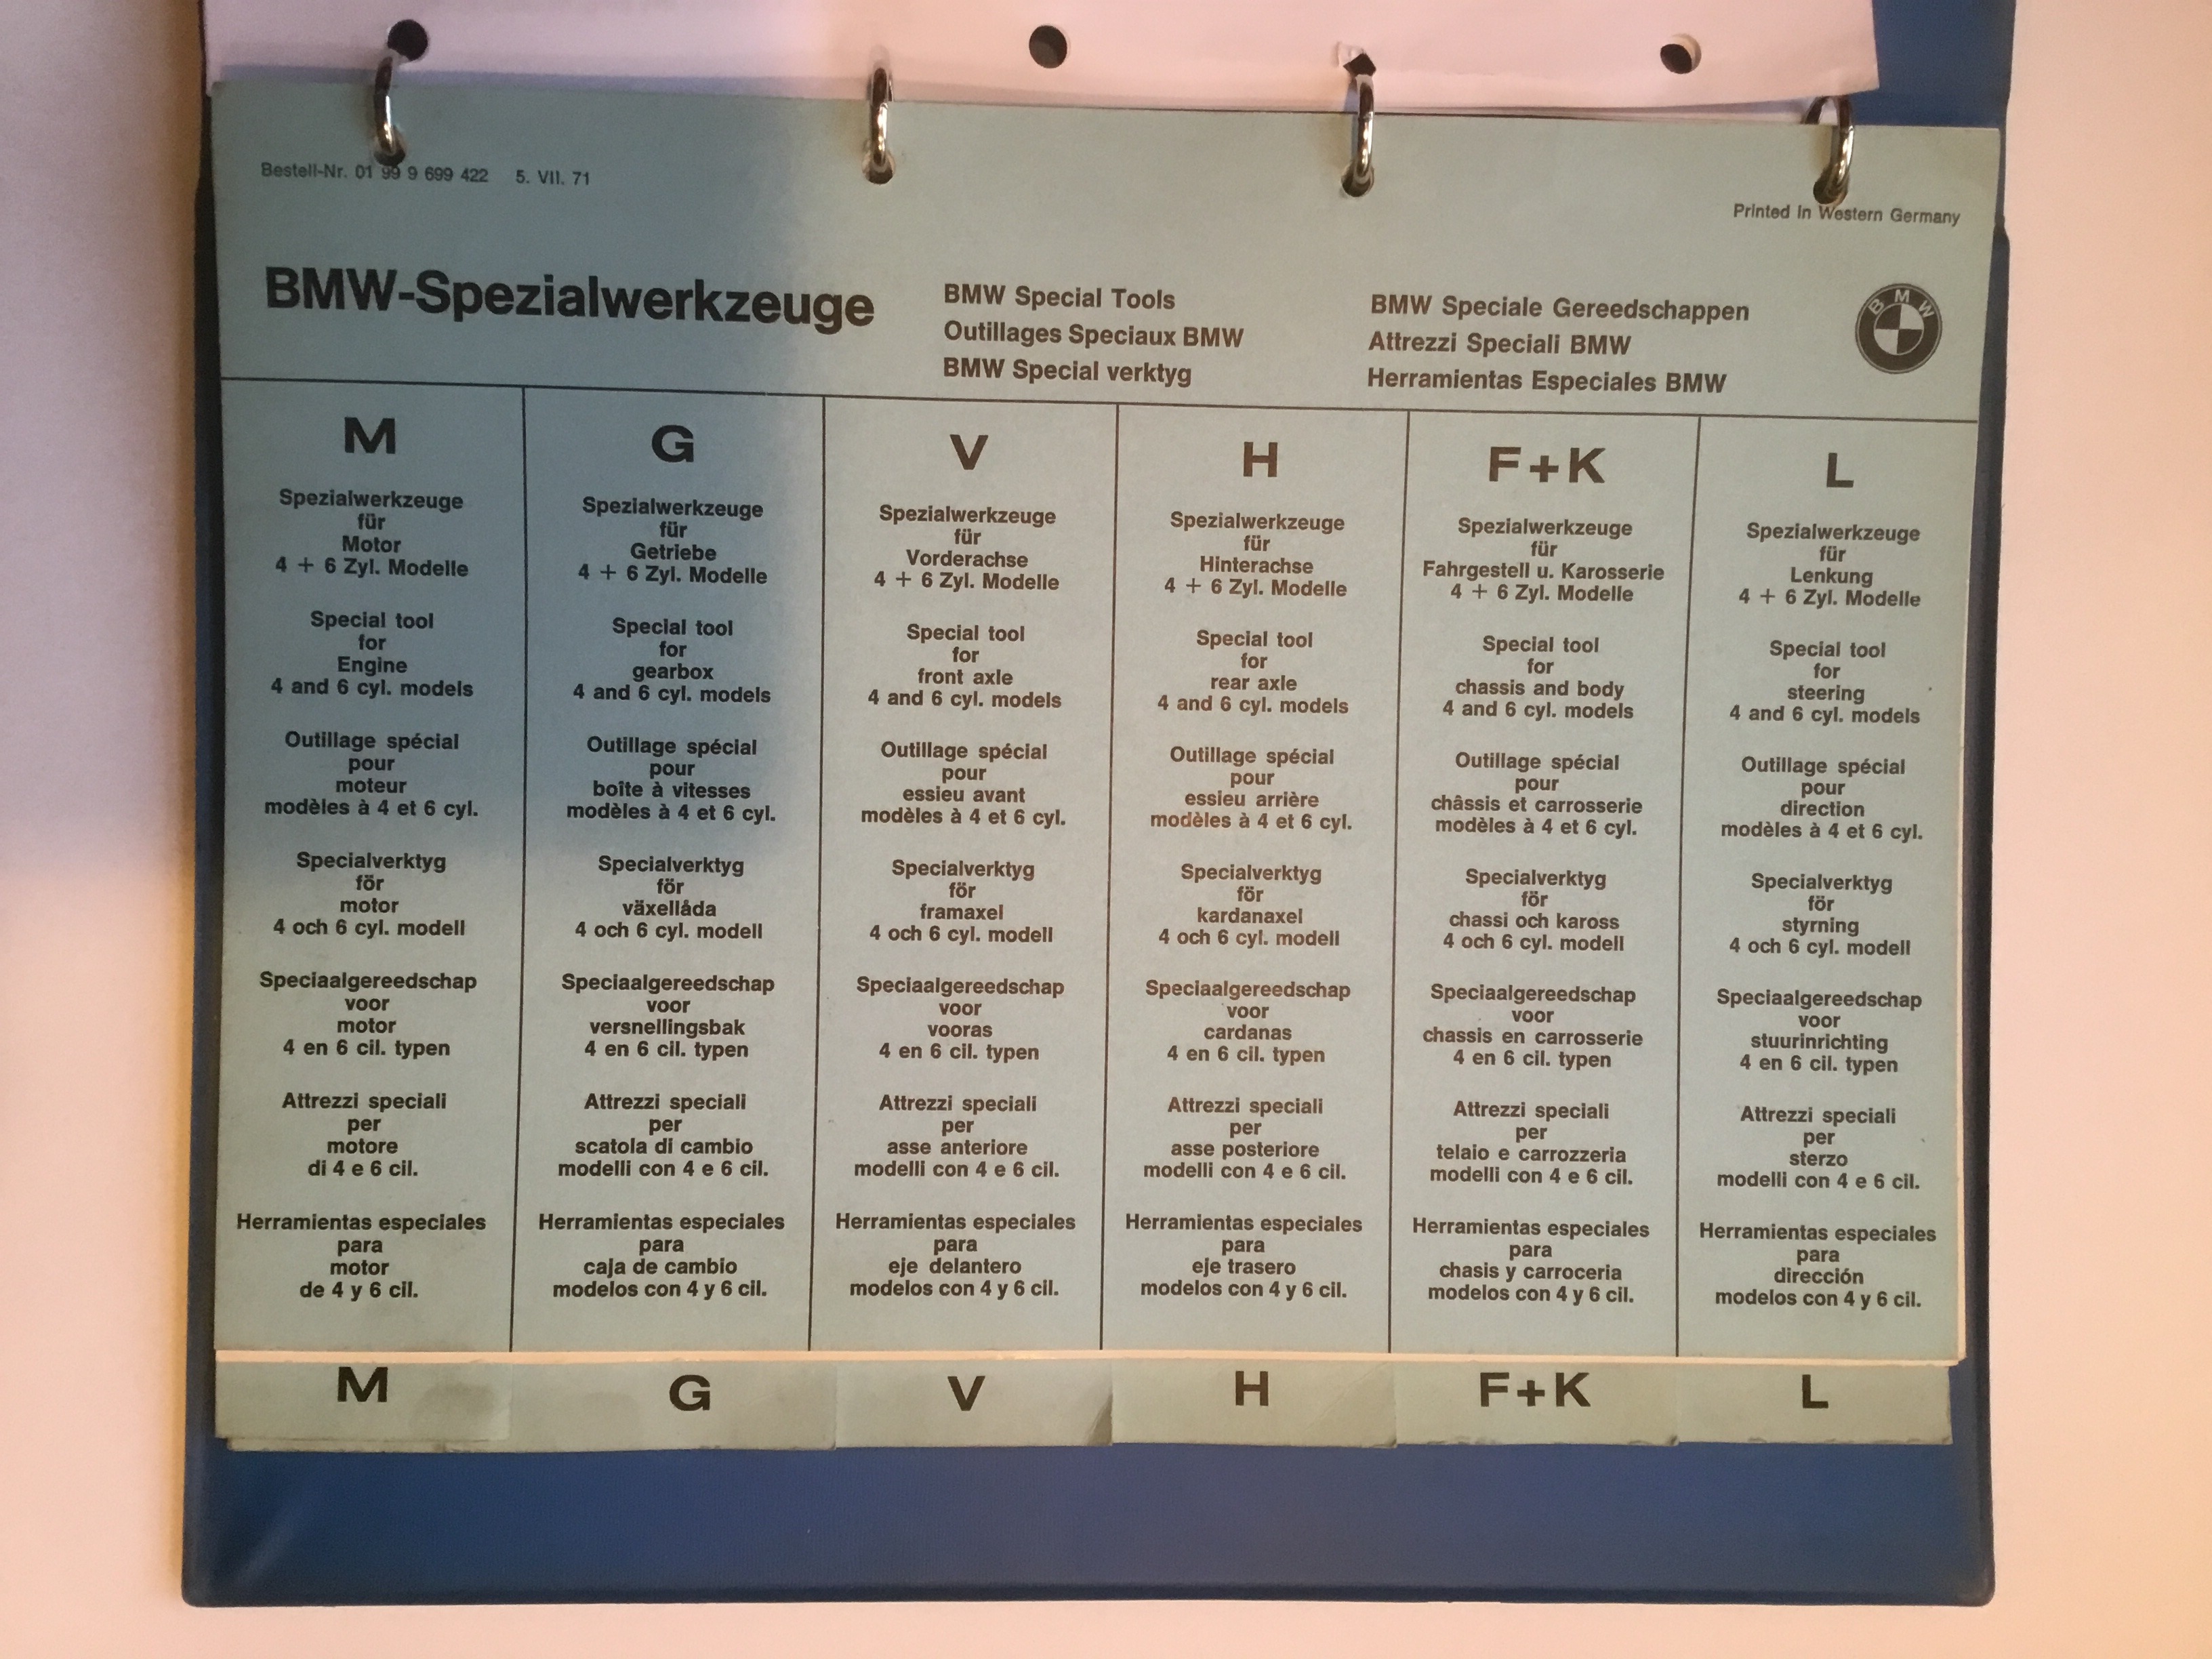 Bestell-Nr. 01 99 9 699 422 5. VII. 71
Printed in Western Germany
BMW-Spezialwerkzeuge
BMW Special Tools
Outillages Speciaux BMW
BMW Special verktyg
BMW Speciale Gereedschappen
Attrezzi Speciali BMW
Herramientas Especiales BMW
BMW
M
Spezialwerkzeuge
für
Motor
4 + 6 Zyl. Modelle
Special tool
for
Engine
4 and 6 cyl. models
Outillage spécial
pour
moteur
modèles à 4 et 6 cyl.
Specialverktyg
för
motor
4 och 6 cyl. modell
Speciaalgereedschap
voor
motor
4 en 6 cil. typen
Attrezzi speciali
per
motore
di 4 e 6 cil.
Herramientas especiales
para
motor
de 4 y 6 cil.
G
Spezialwerkzeuge
für
Getriebe
4 + 6 Zyl. Modelle
Special tool
for
gearbox
4 and 6 cyl. models
Outillage spécial
pour
boîte à vitesses
modèles à 4 et 6 cyl.
Specialverktyg
för
växellåda
4 och 6 cyl. modell
Speciaalgereedschap
voor
versnellingsbak
4 en 6 cil. typen
Attrezzi speciali
per
scatola di cambio
modelli con 4 e 6 cil.
Herramientas especiales
para
caja de cambio
modelos con 4 y 6 cil.
V
Spezialwerkzeuge
für
Vorderachse
4 + 6 Zyl. Modelle
Special tool
for
front axle
4 and 6 cyl. models
Outillage spécial
pour
essieu avant
modèles à 4 et 6 cyl.
Specialverktyg
för
framaxel
4 och 6 cyl. modell
Speciaalgereedschap
voor
vooras
4 en 6 cil. typen
Attrezzi speciali
per
asse anteriore
modelli con 4 e 6 cil.
Herramientas especiales
para
eje delantero
modelos con 4 y 6 cil.
H
Spezialwerkzeuge
für
Hinterachse
4 + 6 Zyl. Modelle
Special tool
for
rear axle
4 and 6 cyl. models
Outillage spécial
pour
essieu arrière
modèles à 4 et 6 cyl.
Specialverktyg
för
kardanaxel
4 och 6 cyl. modell
Speciaalgereedschap
voor
cardanas
4 en 6 cil. typen
Attrezzi speciali
per
asse posteriore
modelli con 4 e 6 cil.
Herramientas especiales
para
eje trasero
modelos con 4 y 6 cil.
F+K
Spezialwerkzeuge
für
Fahrgestell u. Karosserie
4 + 6 Zyl. Modelle
Special tool
for
chassis and body
4 and 6 cyl. models
Outillage spécial
pour
châssis et carrosserie
modèles à 4 et 6 cyl.
Specialverktyg
för
chassi och kaross
4 och 6 cyl. modell
Speciaalgereedschap
voor
chassis en carrosserie
4 en 6 cil. typen
Attrezzi speciali
per
telaio e carrozzeria
modelli con 4 e 6 cil.
Herramientas especiales
para
chasis y carroceria
modelos con 4 y 6 cil.
L
Spezialwerkzeuge
für
Lenkung
4 + 6 Zyl. Modelle
Special tool
for
steering
4 and 6 cyl. models
Outillage spécial
pour
direction
modèles à 4 et 6 cyl.
Specialverktyg
för
styrning
4 och 6 cyl. modell
Speciaalgereedschap
voor
stuurinrichting
4 en 6 cil. typen
Attrezzi speciali
per
sterzo
modelli con 4 e 6 cil.
Herramientas especiales
para
dirección
modelos con 4 y 6 cil.
M G V H F+K L